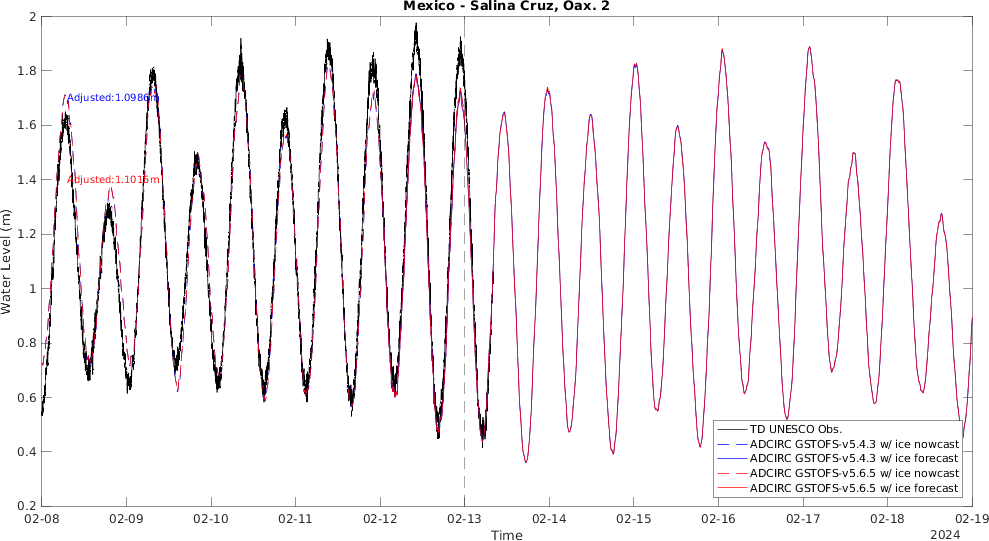 Mexico - Salina Cruz, Oax. 2
2
1.8
1.6
1.4
1.2
1
0.8
0.6
0.4
0.2
Water Level (m)
Adjusted:1.0986m
Adjusted:1.1015m
TD UNESCO Obs.
ADCIRC GSTOFS-v5.4.3 w/ ice nowcast
ADCIRC GSTOFS-v5.4.3 w/ ice forecast
ADCIRC GSTOFS-v5.6.5 w/ ice nowcast
ADCIRC GSTOFS-v5.6.5 w/ ice forecast
02-08 02-09 02-10 02-11 02-12 02-13 02-14 02-15 02-16 02-17 02-18 02-19
Time
2024